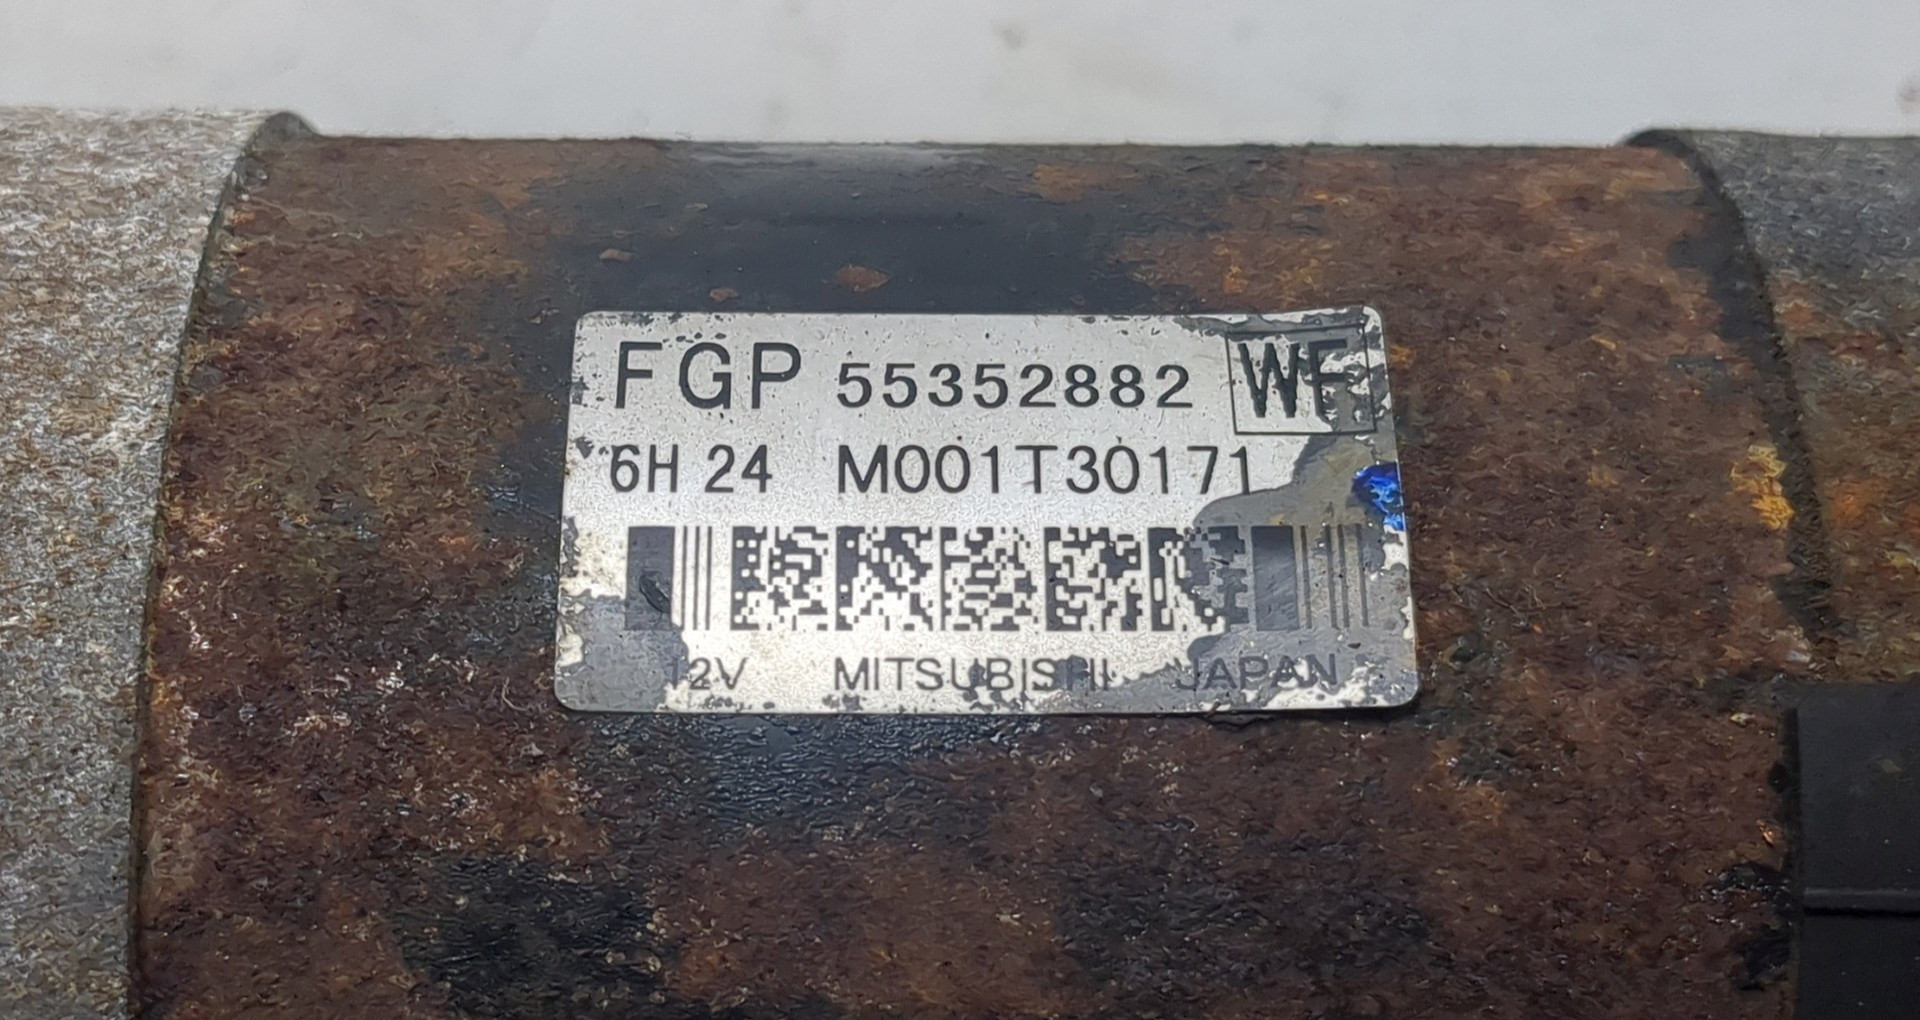 FGP 55352882 WF
6H 24 M001T30171
12V MITSUBISHI JAPAN